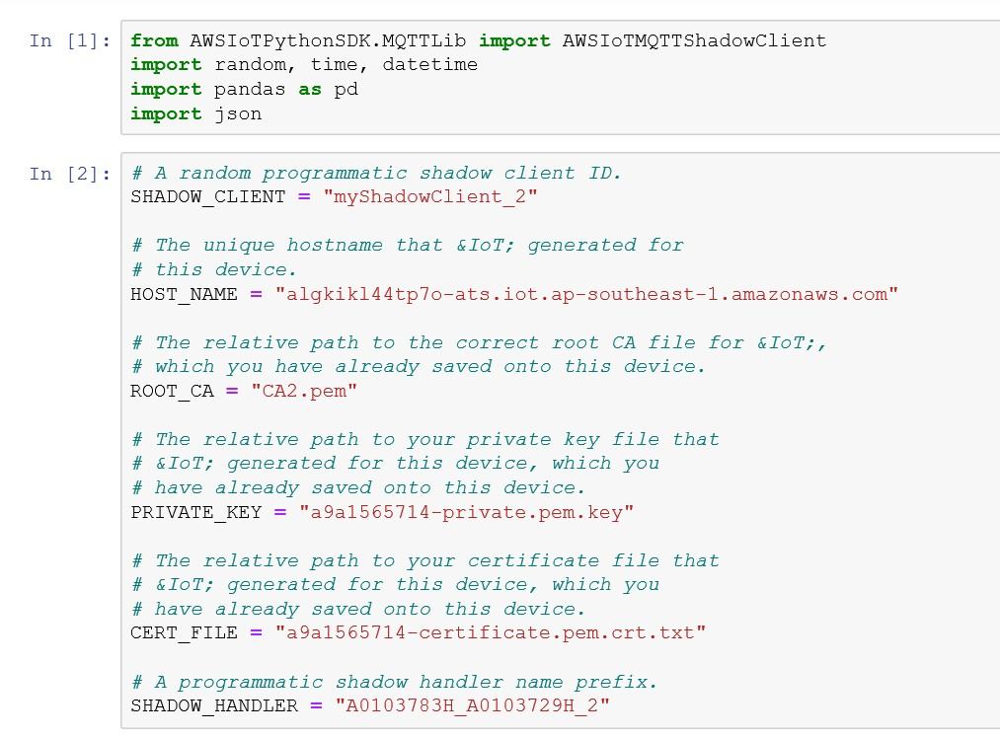 In [1]: from AWSIoTPythonSDK.MQTTLib import AWSIoTMQTTShadowClient
import random, time, datetime
import pandas as pd
import json
In [2]: # A random programmatic shadow client ID.
SHADOW_CLIENT = "myShadowClient_2"
# The unique hostname that &IoT; generated for
# this device.
HOST_NAME = "algkikl44tp7o-ats.iot.ap-southeast-1.amazonaws.com"
# The relative path to the correct root CA file for &IoT;,
# which you have already saved onto this device.
ROOT_CA = "CA2.pem"
# The relative path to your private key file that
# &IoT; generated for this device, which you
# have already saved onto this device.
PRIVATE_KEY = "a9a1565714-private.pem.key"
# The relative path to your certificate file that
# &IoT; generated for this device, which you
# have already saved onto this device.
CERT_FILE = "a9a1565714-certificate.pem.crt.txt"
# A programmatic shadow handler name prefix.
SHADOW_HANDLER = "A0103783H_A0103729H_2"